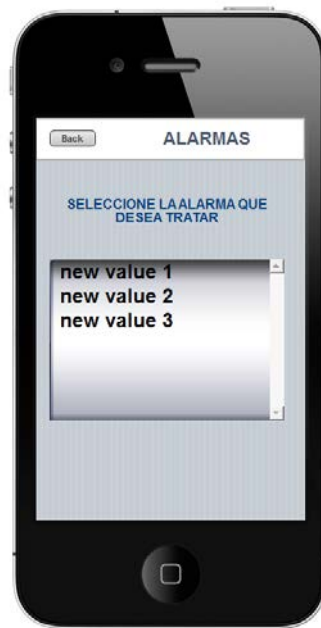 Back
ALARMAS
SELECCIONE LA ALARMA QUE
DESEA TRATAR
new value 1
new value 2
new value 3